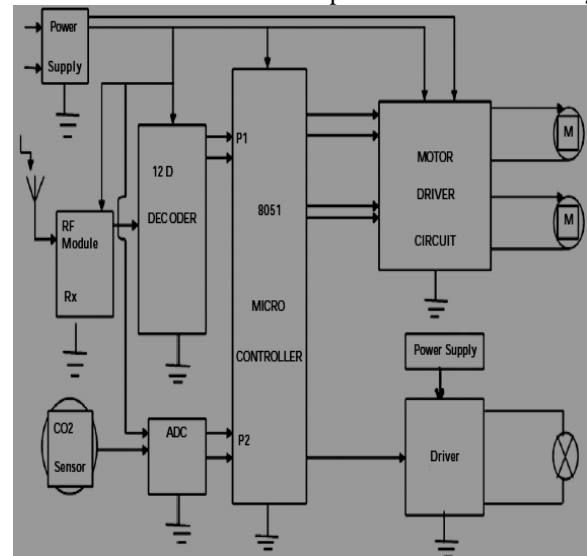 Power
Supply
P1
12 D
DECODER
RF
Module
Rx
8051
MICRO
CONTROLLER
MOTOR
DRIVER
CIRCUIT
M
M
Power Supply
CO2
Sensor
ADC
P2
Driver